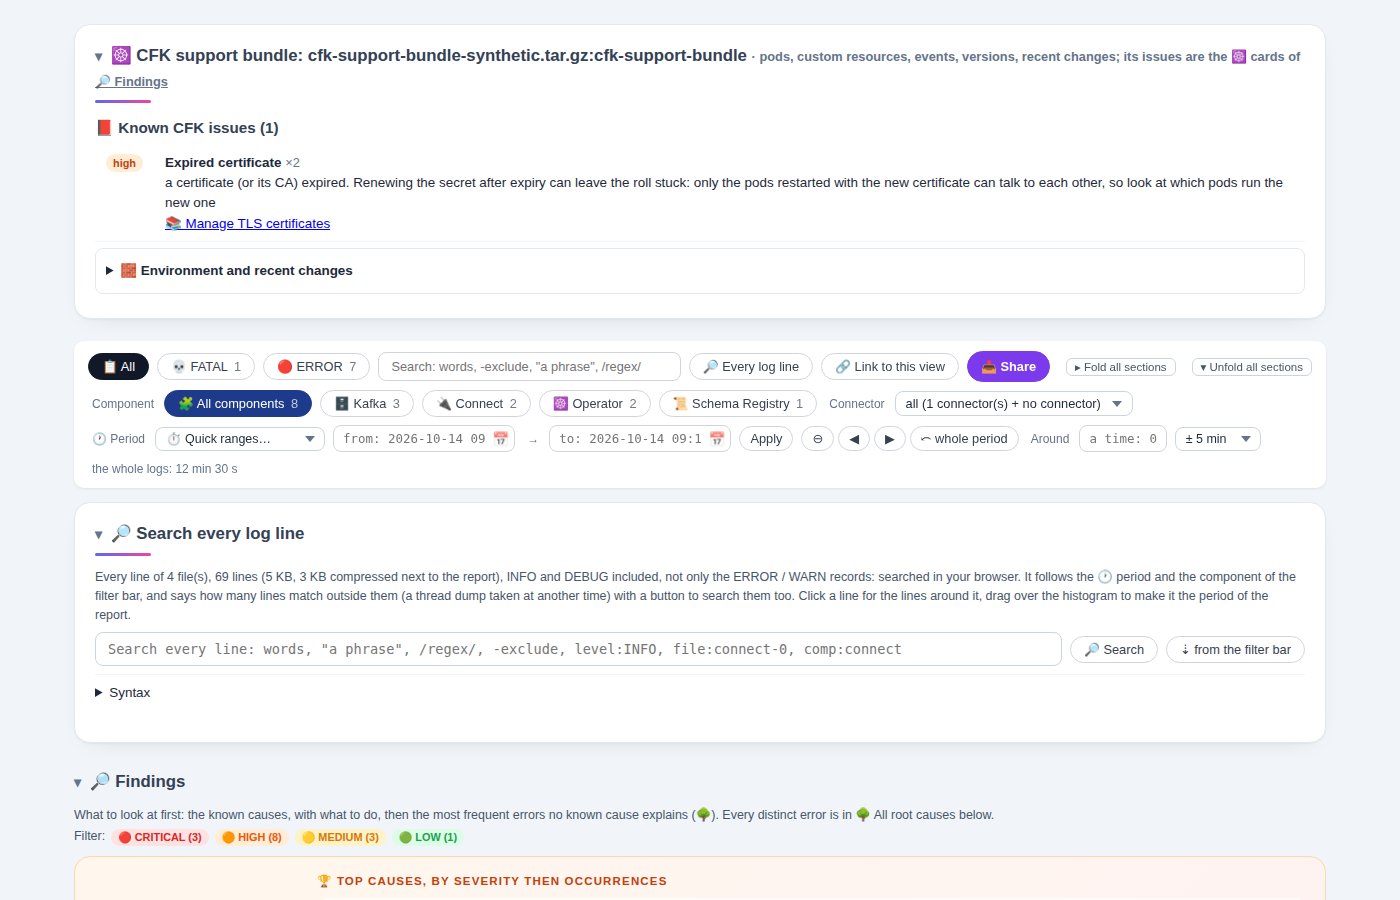 ▼ ☸️ CFK support bundle: cfk-support-bundle-synthetic.tar.gz:cfk-support-bundle · pods, custom resources, events, versions, recent changes; its issues are the ☸️ cards of
🔎 Findings
📕 Known CFK issues (1)
high
Expired certificate ×2
a certificate (or its CA) expired. Renewing the secret after expiry can leave the roll stuck: only the pods restarted with the new certificate can talk to each other, so look at which pods run the
new one
📚 Manage TLS certificates
▶ 🧱 Environment and recent changes
📋 All 💀 FATAL 1 🔴 ERROR 7 Search: words, -exclude, "a phrase", /regex/ 🔎 Every log line 🔗 Link to this view 📥 Share ▸ Fold all sections ▾ Unfold all sections
Component 🧩 All components 8 🗄️ Kafka 3 🔌 Connect 2 ☸️ Operator 2 📜 Schema Registry 1 Connector all (1 connector(s) + no connector)
🕐 Period ⏱️ Quick ranges… from: 2026-10-14 09 → to: 2026-10-14 09:1 Apply ⊖ ◀ ▶ ⤺ whole period Around a time: 0 ± 5 min
the whole logs: 12 min 30 s
▼ 🔎 Search every log line
Every line of 4 file(s), 69 lines (5 KB, 3 KB compressed next to the report), INFO and DEBUG included, not only the ERROR / WARN records: searched in your browser. It follows the 🕐 period and the component of the
filter bar, and says how many lines match outside them (a thread dump taken at another time) with a button to search them too. Click a line for the lines around it, drag over the histogram to make it the period of the
report.
Search every line: words, "a phrase", /regex/, -exclude, level:INFO, file:connect-0, comp:connect 🔎 Search ⇣ from the filter bar
▶ Syntax
▼ 🔎 Findings
What to look at first: the known causes, with what to do, then the most frequent errors no known cause explains (🌳). Every distinct error is in 🌳 All root causes below.
Filter: 🔴 CRITICAL (3) 🟠 HIGH (8) 🟡 MEDIUM (3) 🟢 LOW (1)
🏆 TOP CAUSES, BY SEVERITY THEN OCCURRENCES